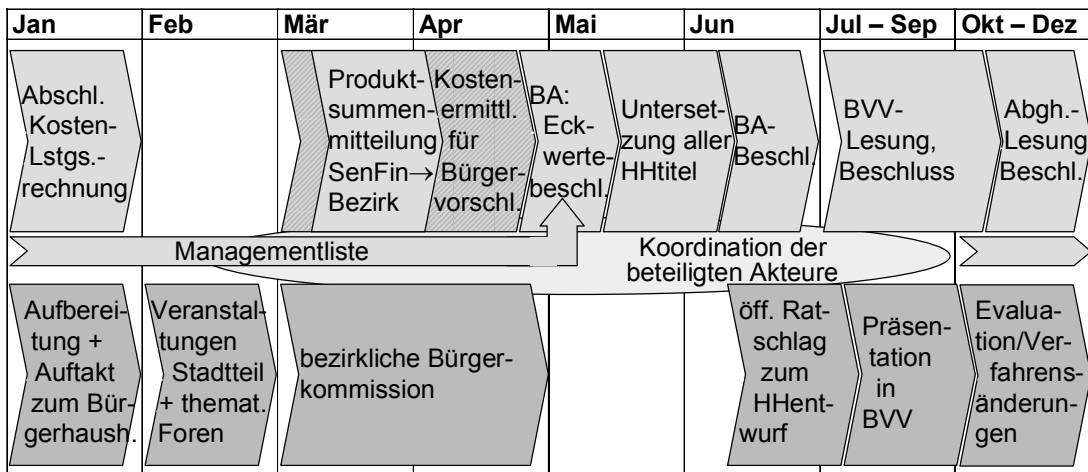 Jan
Feb
Mär
Apr
Mai
Jun
Jul – Sep
Okt – Dez
Abschl.
Kosten-
Lstgs.-
rechnung
Produkt-
summen-
mitteilung
SenFin→
Bezirk
Kosten-
ermittl.
für
Bürger-
vorschl.
BA:
Eck-
werte-
beschl.
Unterset-
zung aller
HHtitel
BA-
Beschl.
BVV-
Lesung,
Beschluss
Abgh.-
Lesung
Beschl.
Managementliste
Koordination der
beteiligten Akteure
Aufberei-
tung +
Auftakt
zum Bür-
gerhaush.
Veranstal-
tungen
Stadtteil
+ themat.
Foren
bezirkliche Bürger-
kommission
öff. Rat-
schlag
zum
HHent-
wurf
Präsen-
tation
in
BVV
Evalua-
tion/Ver-
fahrens-
änderun-
gen